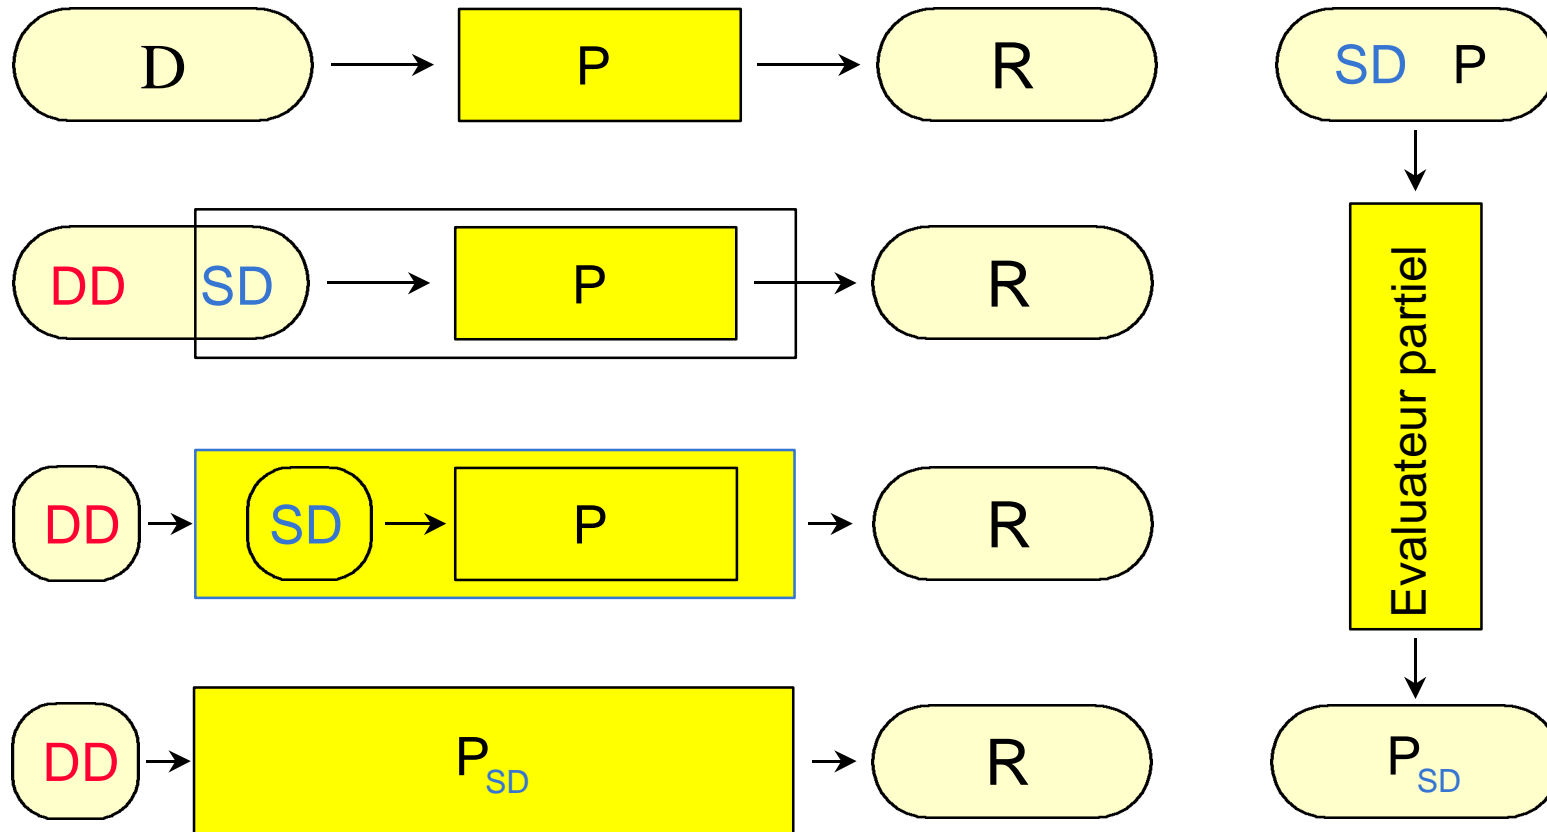 D P R SD P
DD SD P R
Evaluateur partiel
DD SD P R
DD PSD R PSD